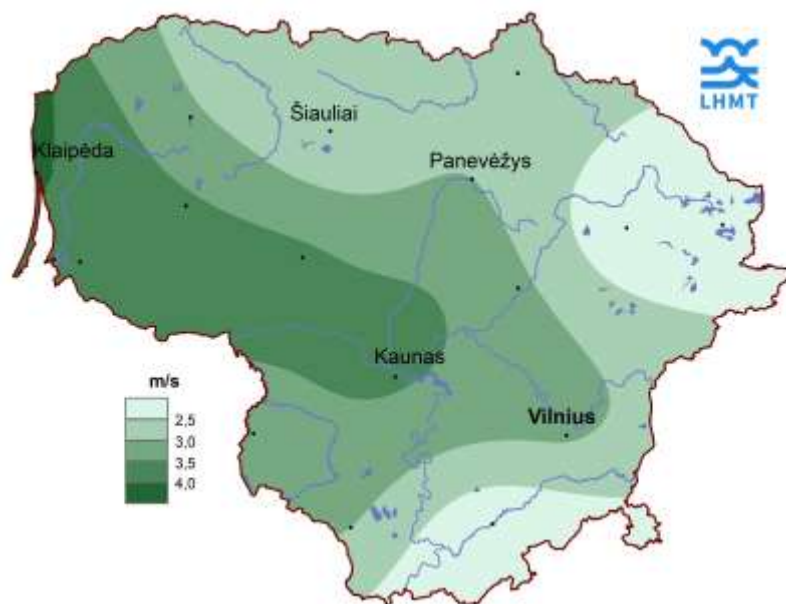 LHMT
Šiauliai
Klaipėda
Panevėžys
Kaunas
m/s
2,5
3,0
3,5
4,0
Vilnius